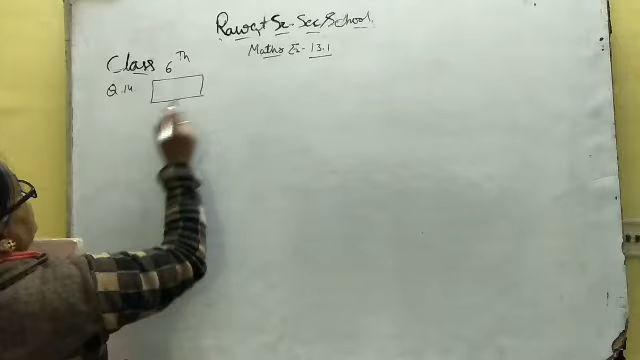 Rawat Sr. Sec School
Maths Ex- 13.1
Class 6Th
Q.14.